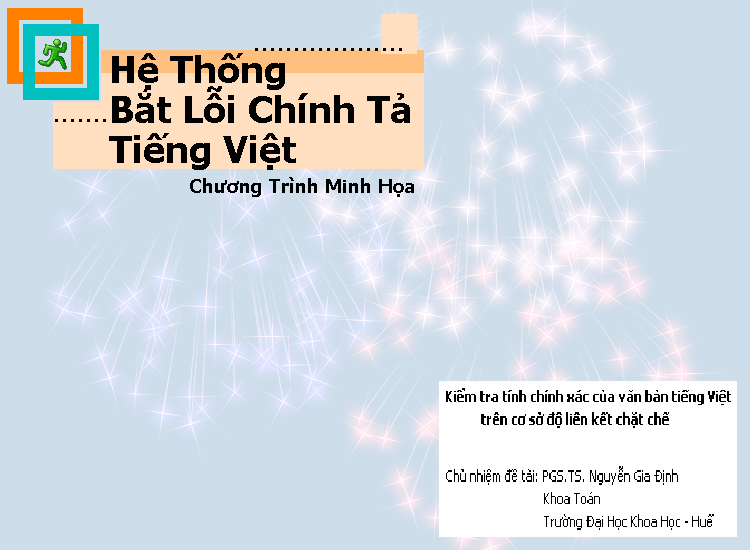 Hệ Thống
Bắt Lỗi Chính Tả
Tiếng Việt
Chương Trình Minh Họa
Kiểm tra tính chính xác của văn bản tiếng Việt
trên cơ sở độ liên kết chặt chẽ
Chủ nhiệm đề tài: PGS.TS. Nguyễn Gia Định
Khoa Toán
Trường Đại Học Khoa Học - Huế